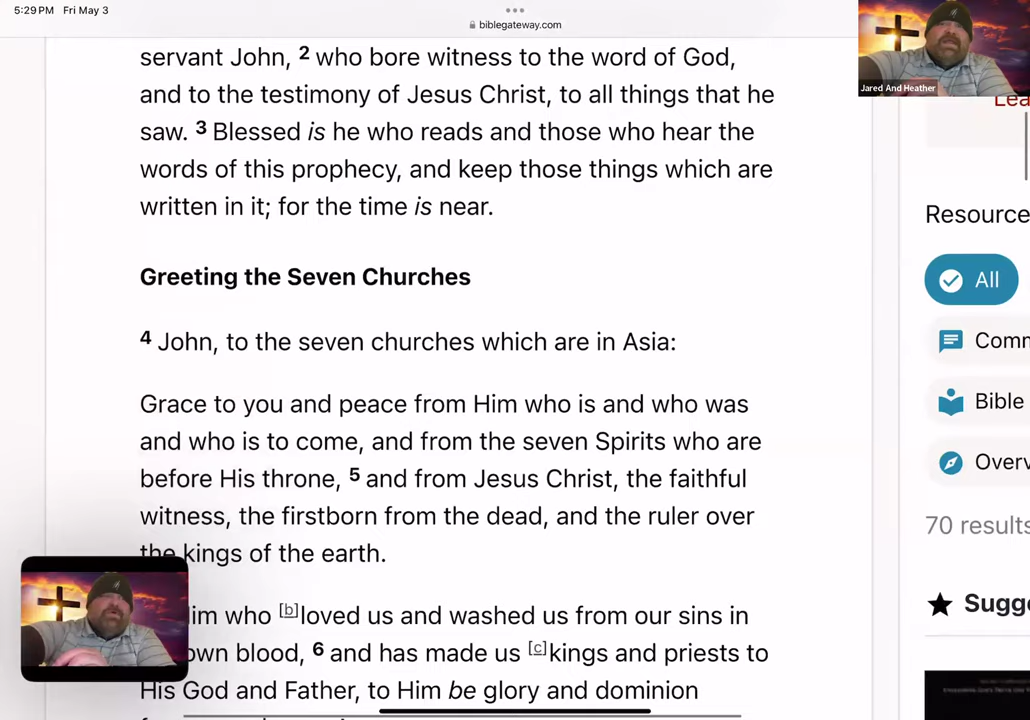 5:29 PM Fri May 3
biblegateway.com
Jared And Heather
servant John, 2 who bore witness to the word of God,
and to the testimony of Jesus Christ, to all things that he
saw. 3 Blessed is he who reads and those who hear the
words of this prophecy, and keep those things which are
written in it; for the time is near.
Greeting the Seven Churches
4 John, to the seven churches which are in Asia:
Grace to you and peace from Him who is and who was
and who is to come, and from the seven Spirits who are
before His throne, 5 and from Jesus Christ, the faithful
witness, the firstborn from the dead, and the ruler over
the kings of the earth.
im who [b]loved us and washed us from our sins in
own blood, 6 and has made us [c]kings and priests to
His God and Father, to Him be glory and dominion
Lea
Resource
All
Comm
Bible
Overv
70 results
Sugge